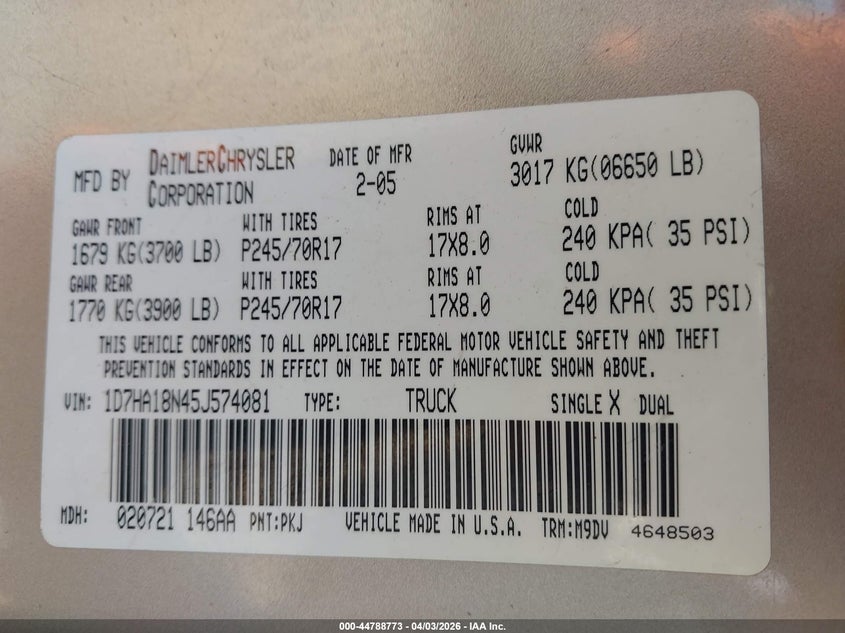 MFD BY DAIMLERCHRYSLER CORPORATION DATE OF MFR 2-05 GVWR 3017 KG(06650 LB)
GAWR FRONT WITH TIRES RIMS AT COLD
1679 KG(3700 LB) P245/70R17 17X8.0 240 KPA( 35 PSI)
GAWR REAR WITH TIRES RIMS AT COLD
1770 KG(3900 LB) P245/70R17 17X8.0 240 KPA( 35 PSI)
THIS VEHICLE CONFORMS TO ALL APPLICABLE FEDERAL MOTOR VEHICLE SAFETY AND THEFT
PREVENTION STANDARDS IN EFFECT ON THE DATE OF MANUFACTURE SHOWN ABOVE.
VIN: 1D7HA18N45J574081 TYPE: TRUCK SINGLE X DUAL
MDH: 020721 146AA PNT:PKJ VEHICLE MADE IN U.S.A. TRM:M9DV 4648503
000-44788773 - 04/03/2026 - IAA Inc.